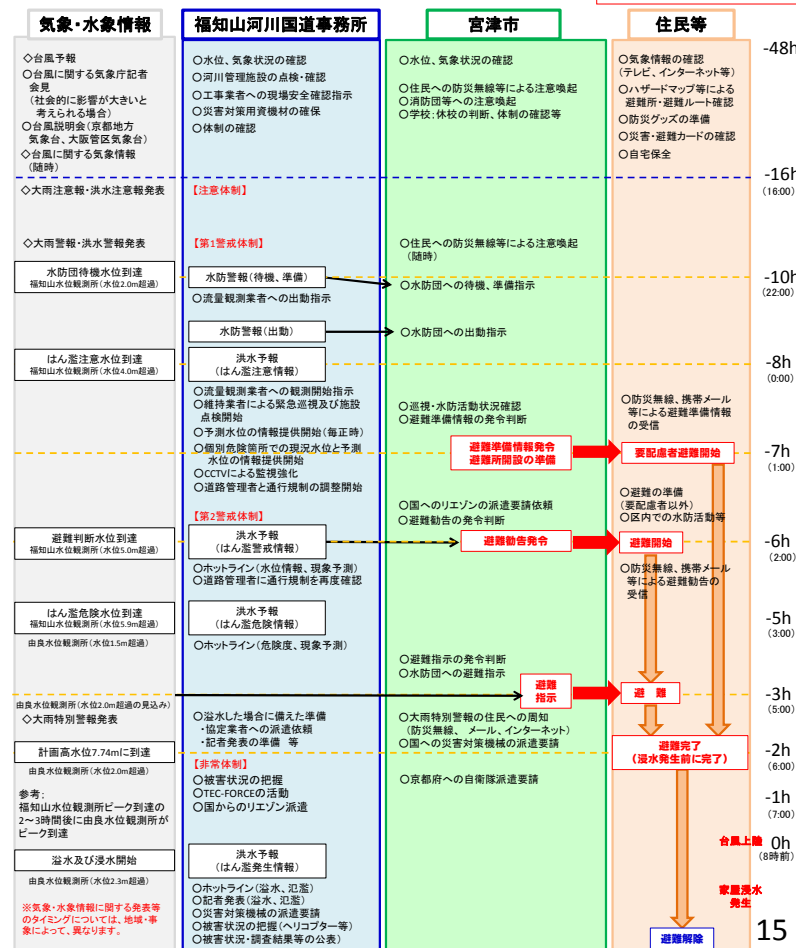 気象・水象情報
◇台風予報
○台風に関する気象庁記者
会見
(社会的に影響が大きいと
考えられる場合)
○台風説明会(京都地方
気象台、大阪管区気象台)
◇台風に関する気象情報
(随時)
◇大雨注意報・洪水注意報発表
◇大雨警報・洪水警報発表
水防団待機水位到達
福知山水位観測所(水位2.0m超過)
はん濫注意水位到達
福知山水位観測所(水位4.0m超過)
避難判断水位到達
福知山水位観測所(水位5.0m超過)
はん濫危険水位到達
福知山水位観測所(水位5.9m超過)
由良水位観測所(水位1.5m超過)
由良水位観測所(水位2.0m超過の見込み)
◇大雨特別警報発表
計画高水位7.74mに到達
由良水位観測所(水位2.0m超過)
参考:
福知山水位観測所ピーク到達の
2～3時間後に由良水位観測所が
ピーク到達
溢水及び浸水開始
由良水位観測所(水位2.3m超過)
※気象・水象情報に関する発表等
のタイミングについては、地域・事
象によって、異なります。
福知山河川国道事務所
○水位、気象状況の確認
○河川管理施設の点検・確認
○工事業者への現場安全確認指示
○災害対策用資機材の確保
○体制の確認
【注意体制】
【第1警戒体制】
水防警報(待機、準備)
○流量観測業者への出動指示
水防警報(出動)
洪水予報
(はん濫注意情報)
○流量観測業者への観測開始指示
○維持業者による緊急巡視及び施設
点検開始
○予測水位の情報提供開始(毎正時)
○個別危険箇所での現況水位と予測
水位の情報提供開始
○CCTVによる監視強化
○道路管理者と通行規制の調整開始
【第2警戒体制】
洪水予報
(はん濫警戒情報)
○ホットライン(水位情報、現象予測)
○道路管理者に通行規制を再度確認
洪水予報
(はん濫危険情報)
○ホットライン(危険度、現象予測)
○溢水した場合に備えた準備
・協定業者への派遣依頼
・記者発表の準備 等
【非常体制】
○被害状況の把握
○TEC-FORCEの活動
○国からのリエゾン派遣
洪水予報
(はん濫発生情報)
○ホットライン(溢水、氾濫)
○記者発表(溢水、氾濫)
○災害対策機械の派遣要請
○被害状況の把握(ヘリコプター等)
○被害状況・調査結果等の公表)
宮津市
○水位、気象状況の確認
○住民への防災無線等による注意喚起
○消防団等への注意喚起
○学校:休校の判断、体制の確認等
○住民への防災無線等による注意喚起
(随時)
○水防団への待機、準備指示
○水防団への出動指示
○巡視・水防活動状況確認
○避難準備情報の発令判断
避難準備情報発令
避難所開設の準備
○国へのリエゾンの派遣要請依頼
○避難勧告の発令判断
避難勧告発令
○避難指示の発令判断
○水防団への避難指示
避難
指示
○大雨特別警報の住民への周知
(防災無線、 メール、インターネット)
○国への災害対策機械の派遣要請
○京都府への自衛隊派遣要請
住民等
○気象情報の確認
(テレビ、インターネット等)
○ハザードマップ等による
避難所・避難ルート確認
○防災グッズの準備
○災害・避難カードの確認
○自宅保全
○防災無線、携帯メール
等による避難準備情報
の受信
要配慮者避難開始
○避難の準備
(要配慮者以外)
○区内での水防活動等
避難開始
○防災無線、携帯メール
等による避難勧告の
受信
避 難
避難完了
(浸水発生前に完了)
台風上陸
家屋浸水
発生
避難解除
-48h
-16h
(16:00)
-10h
(22:00)
-8h
(0:00)
-7h
(1:00)
-6h
(2:00)
-5h
(3:00)
-3h
(5:00)
-2h
(6:00)
-1h
(7:00)
0h
(8時前)
15